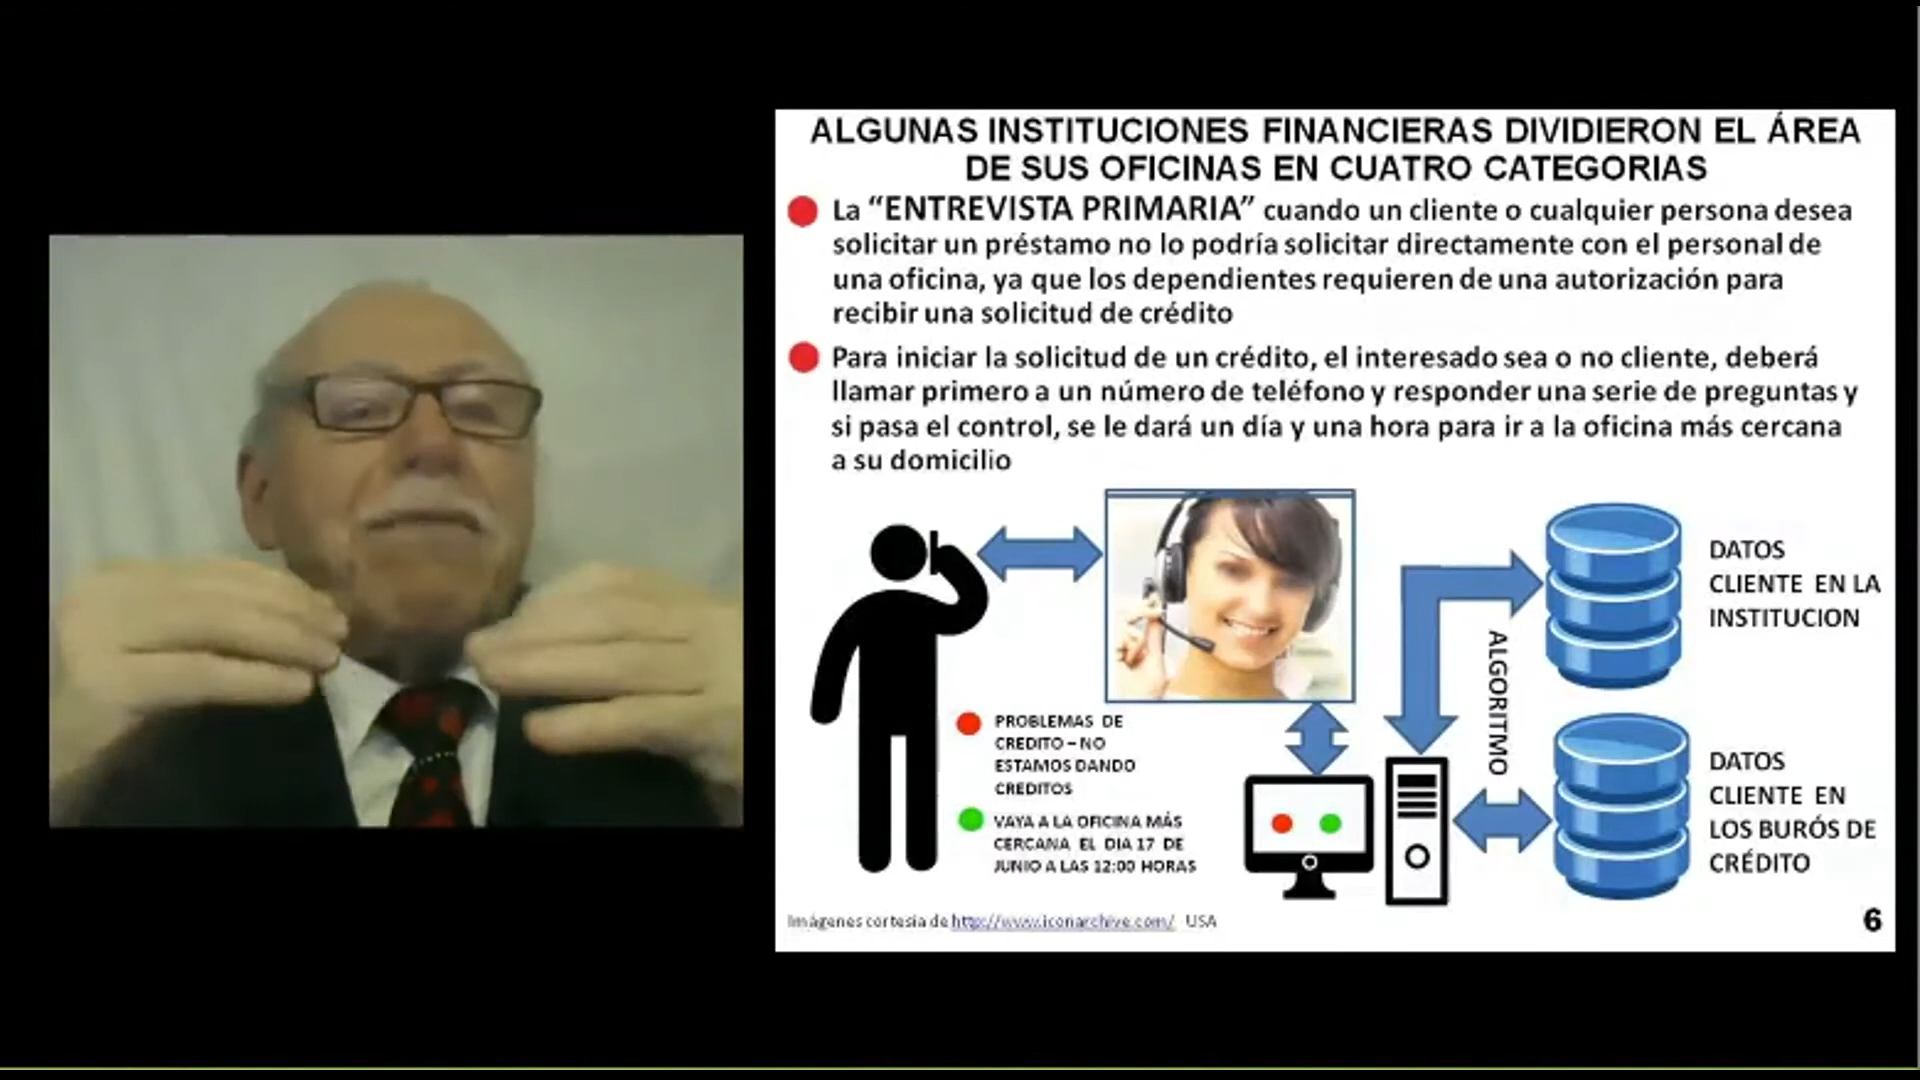 ALGUNAS INSTITUCIONES FINANCIERAS DIVIDIERON EL ÁREA
DE SUS OFICINAS EN CUATRO CATEGORIAS
La “ENTREVISTA PRIMARIA” cuando un cliente o cualquier persona desea
solicitar un préstamo no lo podría solicitar directamente con el personal de
una oficina, ya que los dependientes requieren de una autorización para
recibir una solicitud de crédito
Para iniciar la solicitud de un crédito, el interesado sea o no cliente, deberá
llamar primero a un número de teléfono y responder una serie de preguntas y
si pasa el control, se le dará un día y una hora para ir a la oficina más cercana
a su domicilio
PROBLEMAS DE
CREDITO – NO
ESTAMOS DANDO
CREDITOS
VAYA A LA OFICINA MÁS
CERCANA EL DIA 17 DE
JUNIO A LAS 12:00 HORAS
ALGORITMO
DATOS
CLIENTE EN LA
INSTITUCION
DATOS
CLIENTE EN
LOS BURÓS DE
CRÉDITO
Imágenes cortesía de http://www.iconarchive.com/ USA
6